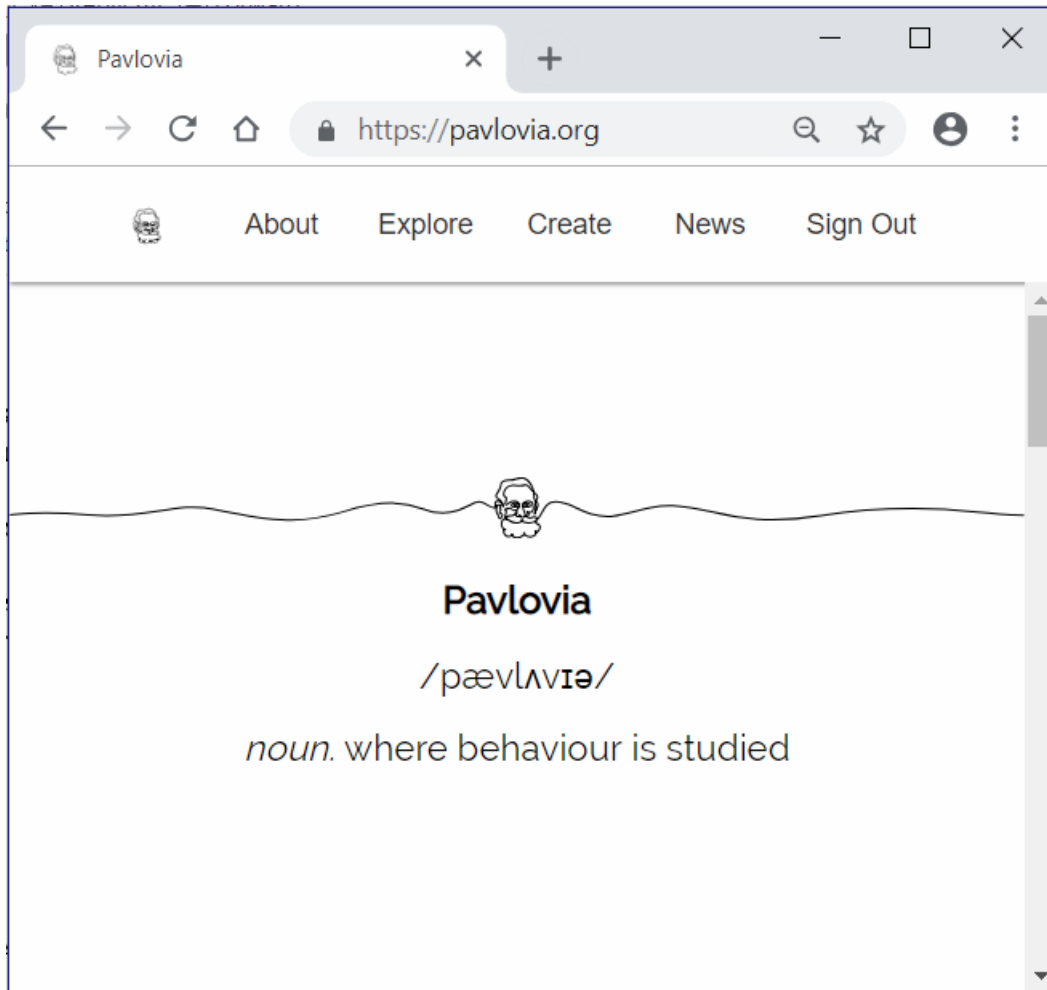 Pavlovia
https://pavlovia.org
About Explore Create News Sign Out
Pavlovia
/pævlʌvɪə/
noun. where behaviour is studied